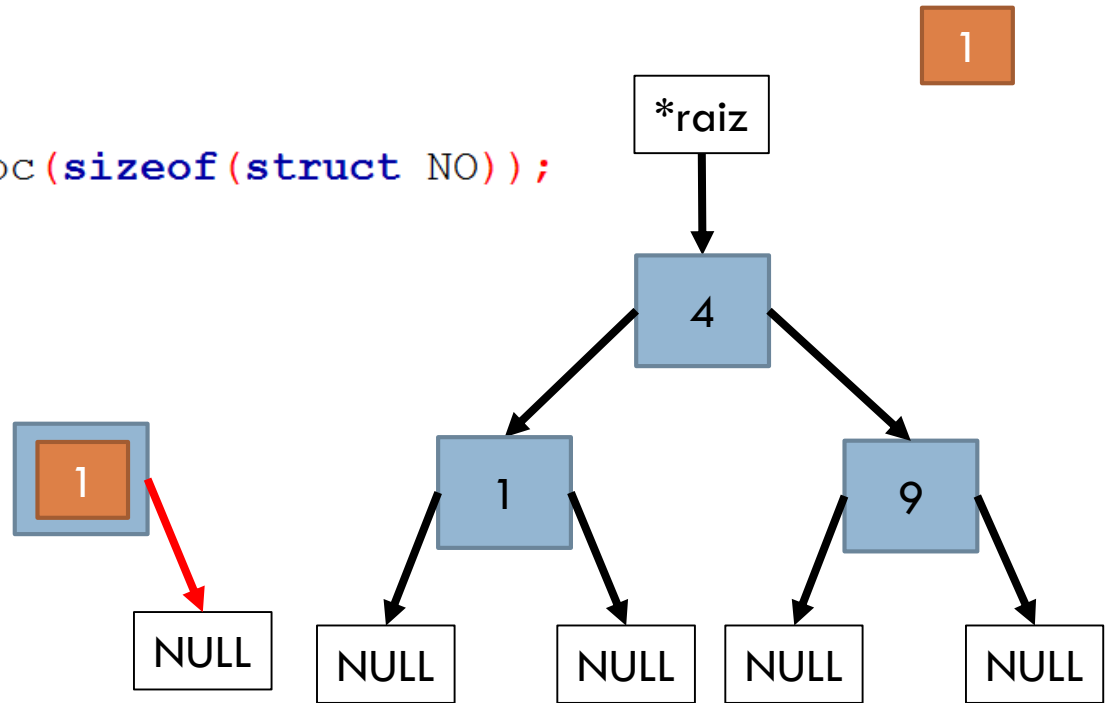 1
*raiz
oc(sizeof(struct NO));
4
1
1
9
NULL
NULL
NULL
NULL
NULL